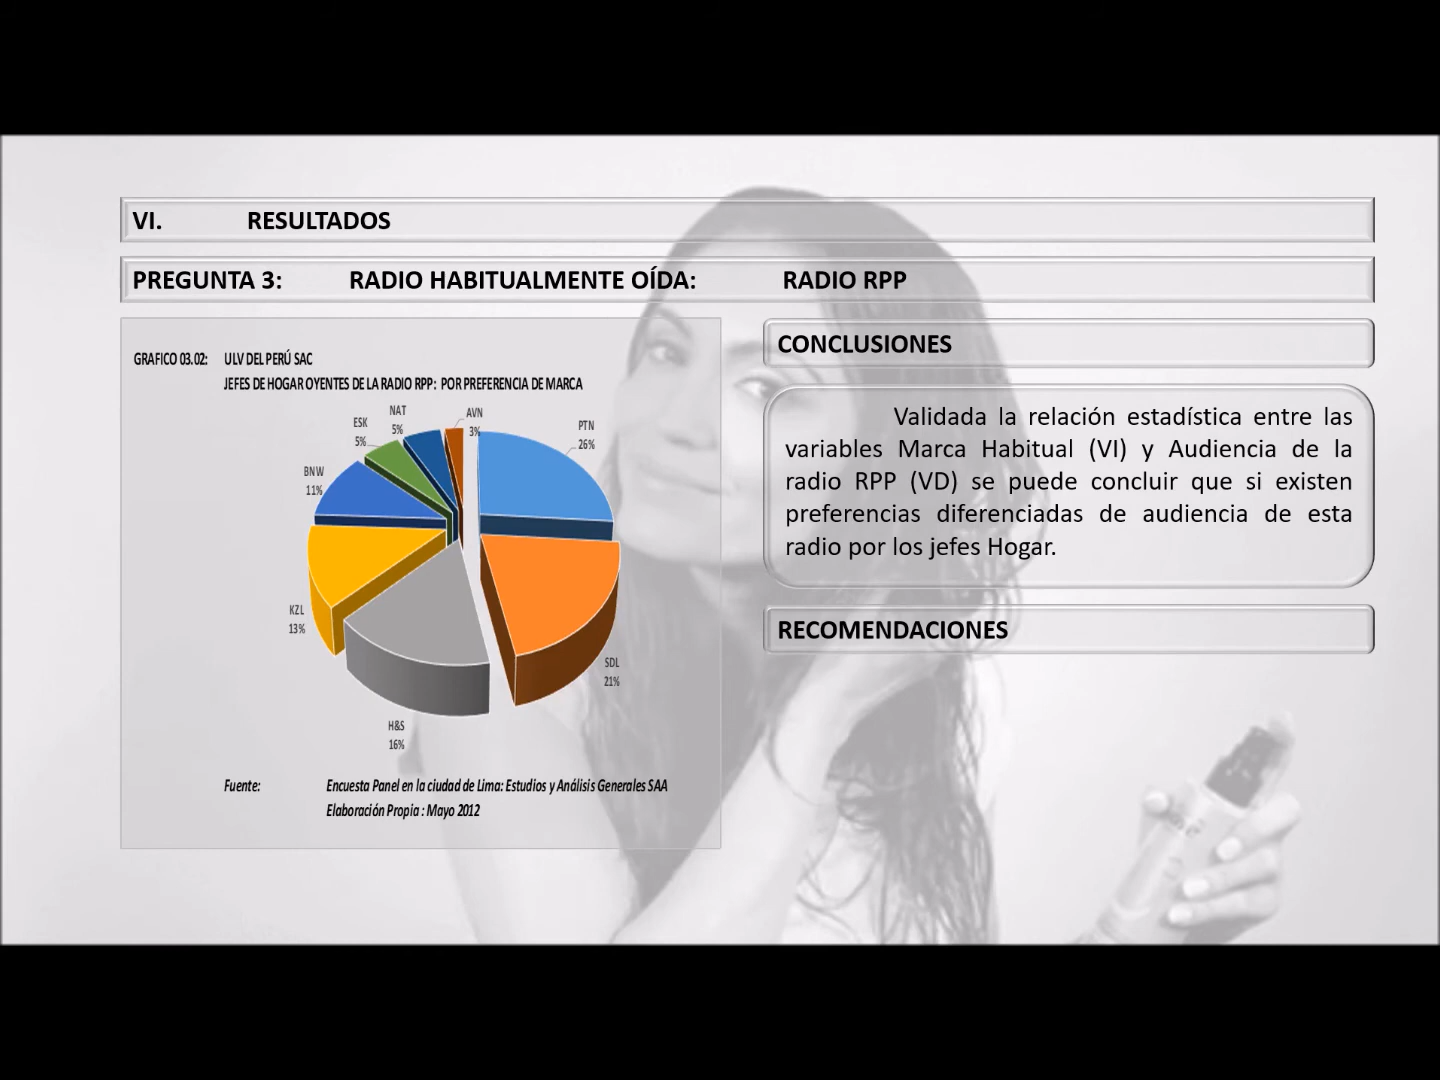 VI. RESULTADOS
PREGUNTA 3: RADIO HABITUALMENTE OÍDA: RADIO RPP
GRAFICO 03.02: ULV DEL PERÚ SAC
JEFES DE HOGAR OYENTES DE LA RADIO RPP: POR PREFERENCIA DE MARCA
PTN
26%
SDL
21%
H&S
16%
KZL
13%
BNW
11%
ESK
5%
NAT
5%
AVN
3%
Fuente: Encuesta Panel en la ciudad de Lima: Estudios y Análisis Generales SAA
Elaboración Propia : Mayo 2012
CONCLUSIONES
Validada la relación estadística entre las
variables Marca Habitual (VI) y Audiencia de la
radio RPP (VD) se puede concluir que si existen
preferencias diferenciadas de audiencia de esta
radio por los jefes Hogar.
RECOMENDACIONES